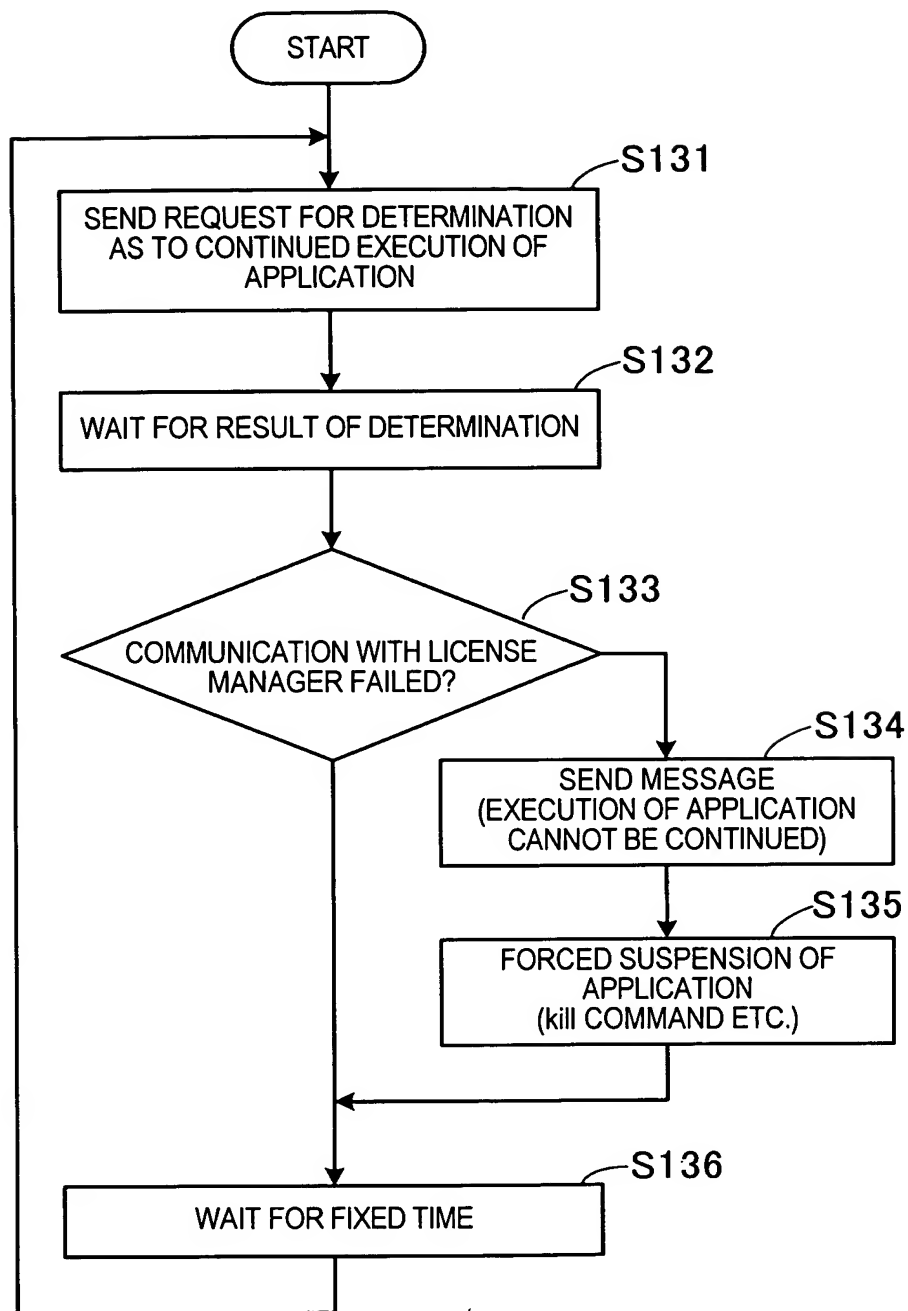 START
S131
SEND REQUEST FOR DETERMINATION
AS TO CONTINUED EXECUTION OF
APPLICATION
S132
WAIT FOR RESULT OF DETERMINATION
S133
COMMUNICATION WITH LICENSE
MANAGER FAILED?
S134
SEND MESSAGE
(EXECUTION OF APPLICATION
CANNOT BE CONTINUED)
S135
FORCED SUSPENSION OF
APPLICATION
(kill COMMAND ETC.)
S136
WAIT FOR FIXED TIME